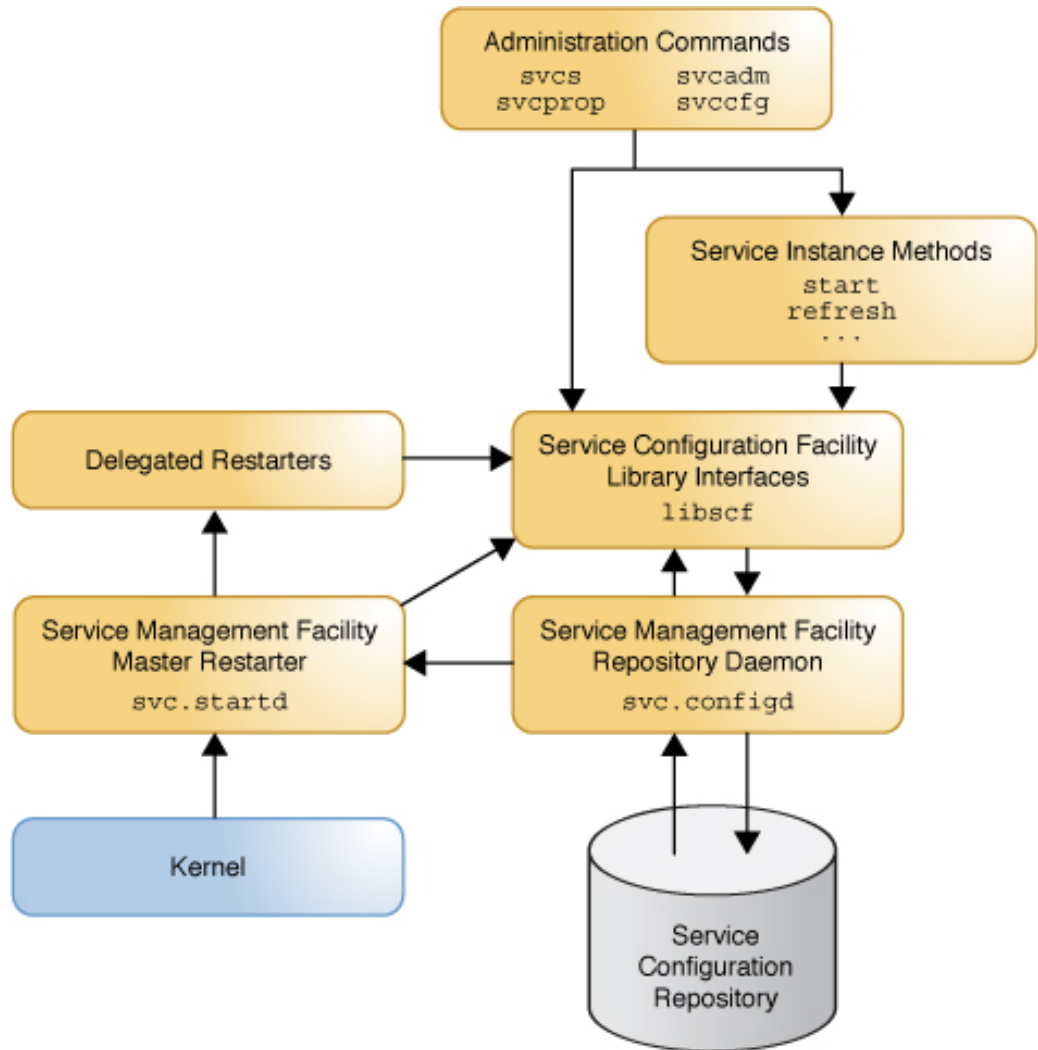 Administration Commands
svcs svcadm
svcprop svccfg
Service Instance Methods
start
refresh
...
Delegated Restarters
Service Configuration Facility
Library Interfaces
libscf
Service Management Facility
Master Restarter
svc.startd
Service Management Facility
Repository Daemon
svc.configd
Kernel
Service
Configuration
Repository